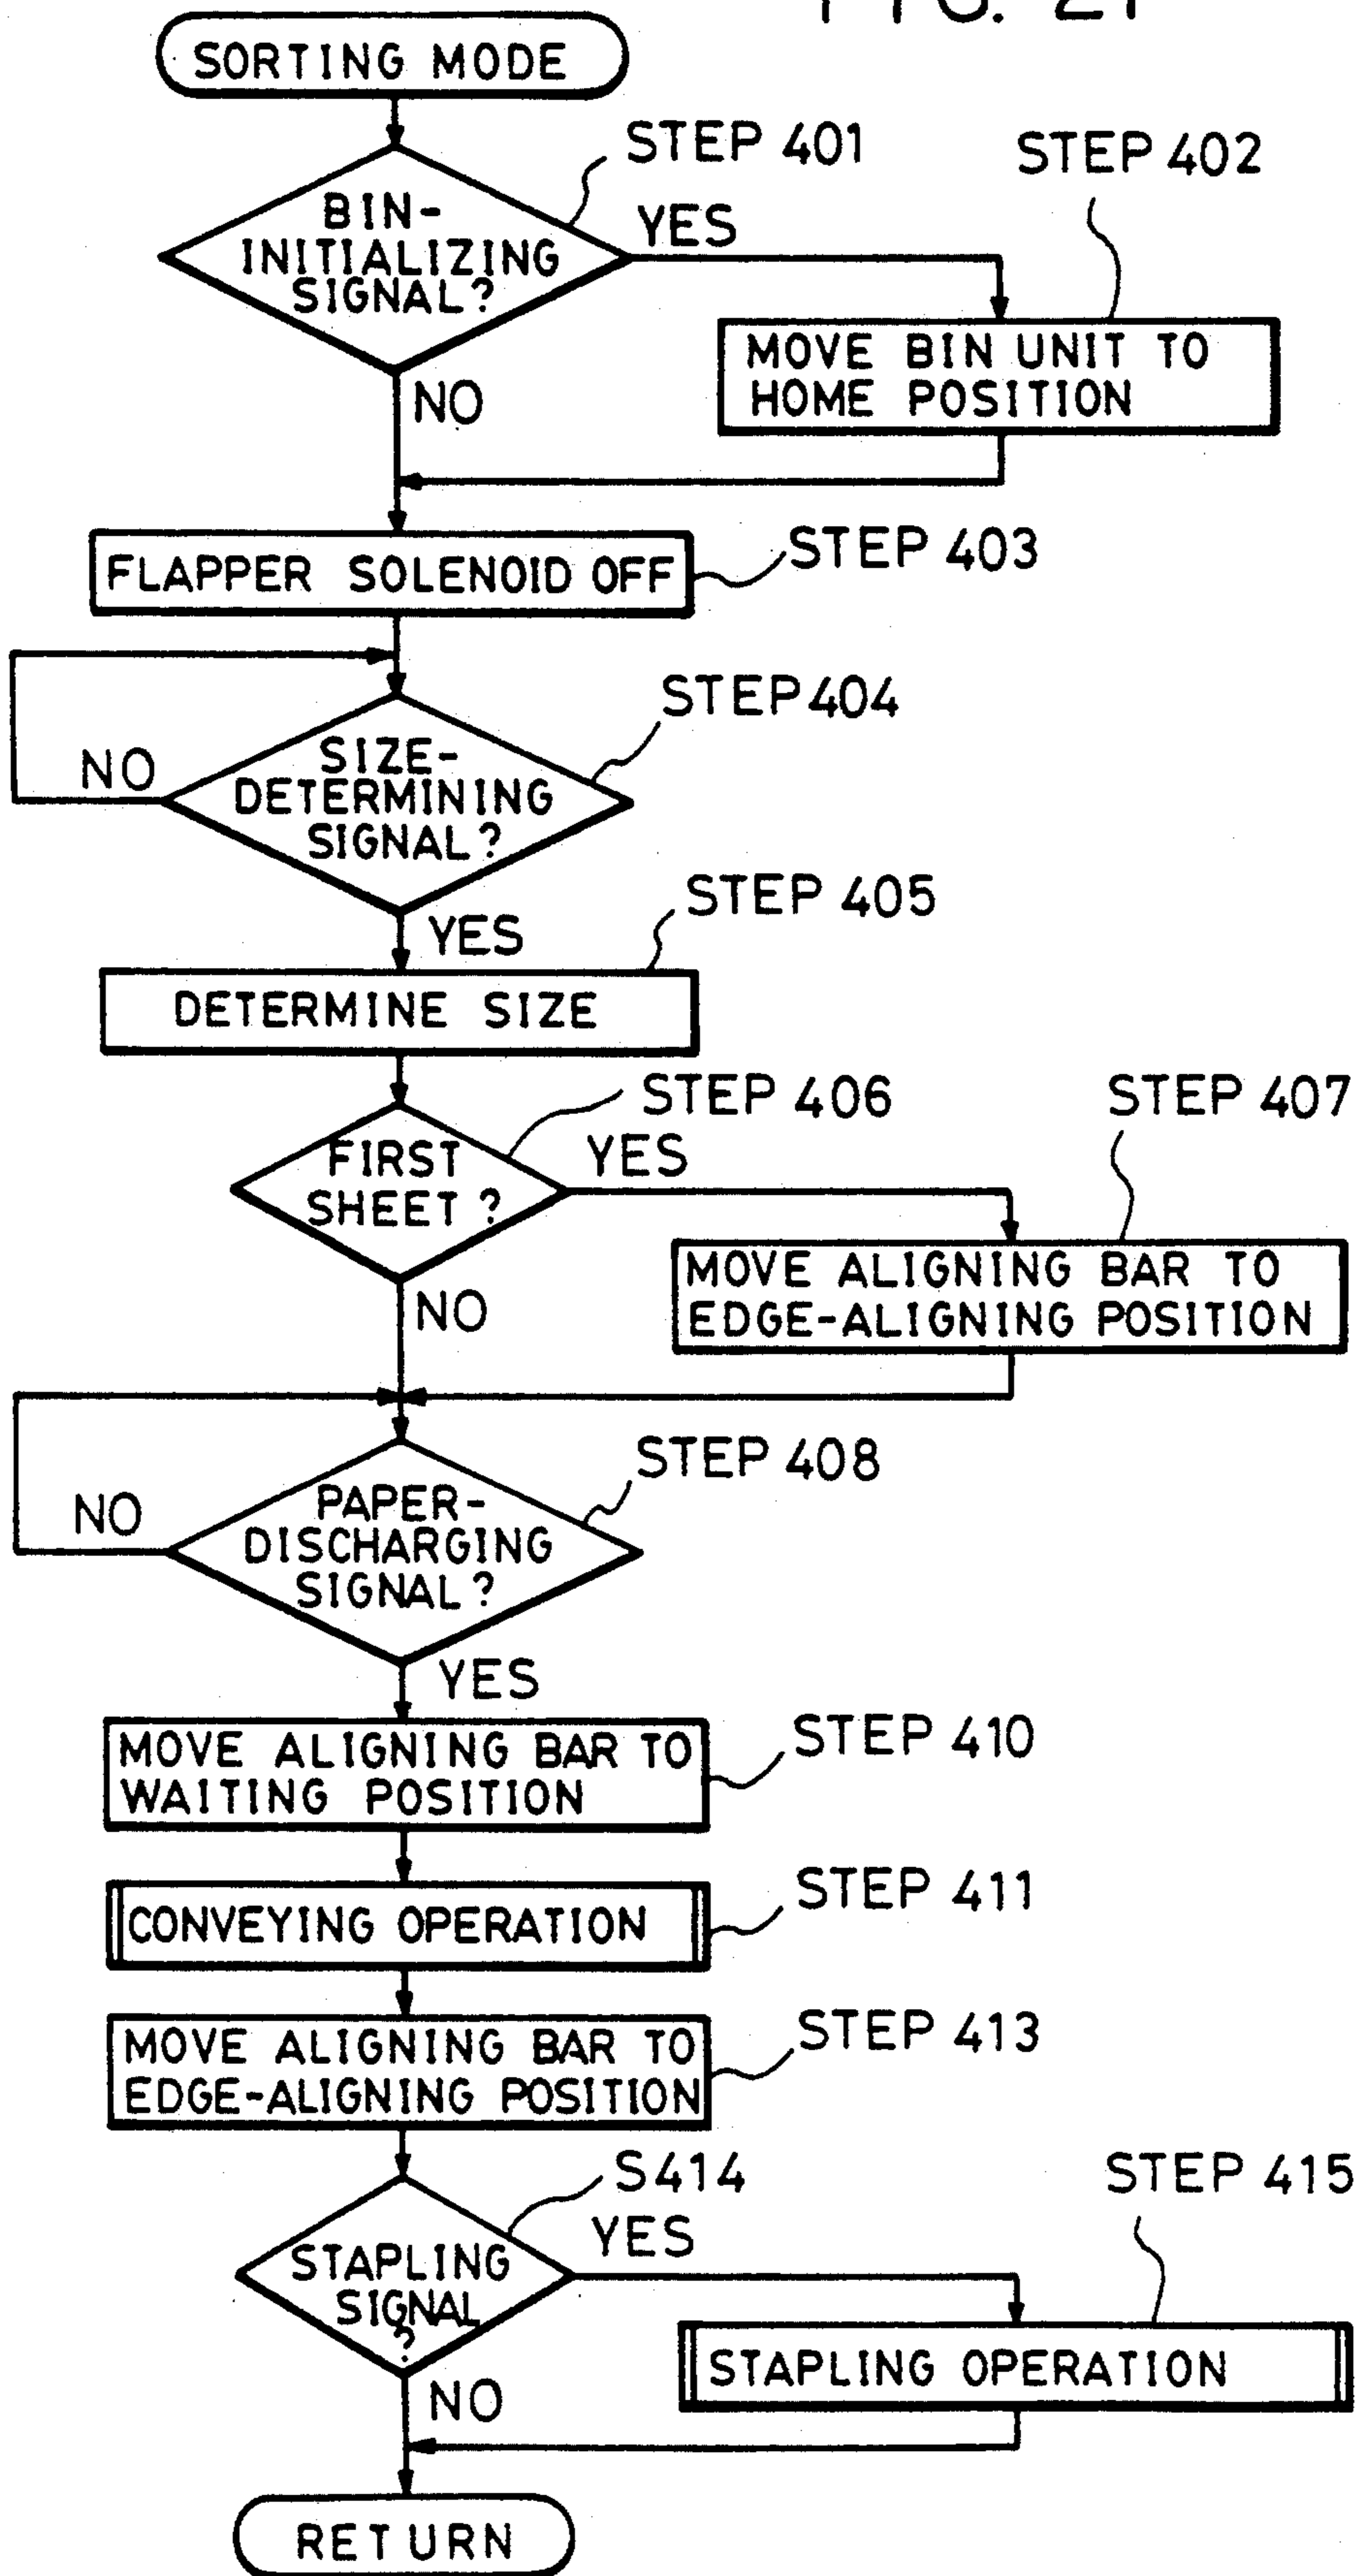 FIG. 21
SORTING MODE
STEP 401
STEP 402
BIN-
INITIALIZING
SIGNAL?
YES
MOVE BIN UNIT TO
HOME POSITION
NO
FLAPPER SOLENOID OFF
STEP 403
STEP404
NO
SIZE-
DETERMINING
SIGNAL?
STEP 405
YES
DETERMINE SIZE
STEP 406
STEP 407
FIRST
SHEET?
YES
MOVE ALIGNING BAR TO
EDGE-ALIGNING POSITION
NO
STEP 408
NO
PAPER-
DISCHARGING
SIGNAL?
YES
MOVE ALIGNING BAR TO
WAITING POSITION
STEP 410
CONVEYING OPERATION
STEP 411
MOVE ALIGNING BAR TO
EDGE-ALIGNING POSITION
STEP 413
S414
STEP 415
STAPLING
SIGNAL
?
YES
STAPLING OPERATION
NO
RETURN